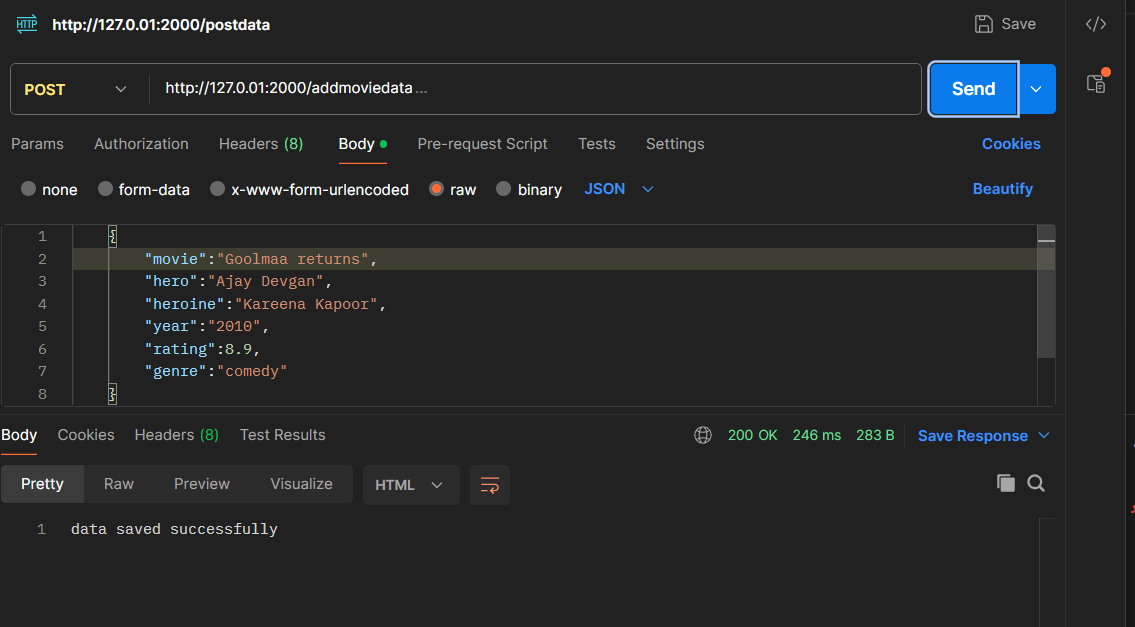 HTTP http://127.0.01:2000/postdata Save
POST http://127.0.01:2000/addmoviedata ... Send
Params Authorization Headers (8) Body Pre-request Script Tests Settings Cookies
none form-data x-www-form-urlencoded raw binary JSON Beautify
1 {
2 "movie":"Goolmaa returns",
3 "hero":"Ajay Devgan",
4 "heroine":"Kareena Kapoor",
5 "year":"2010",
6 "rating":8.9,
7 "genre":"comedy"
8 }
Body Cookies Headers (8) Test Results 200 OK 246 ms 283 B Save Response
Pretty Raw Preview Visualize HTML
1 data saved successfully